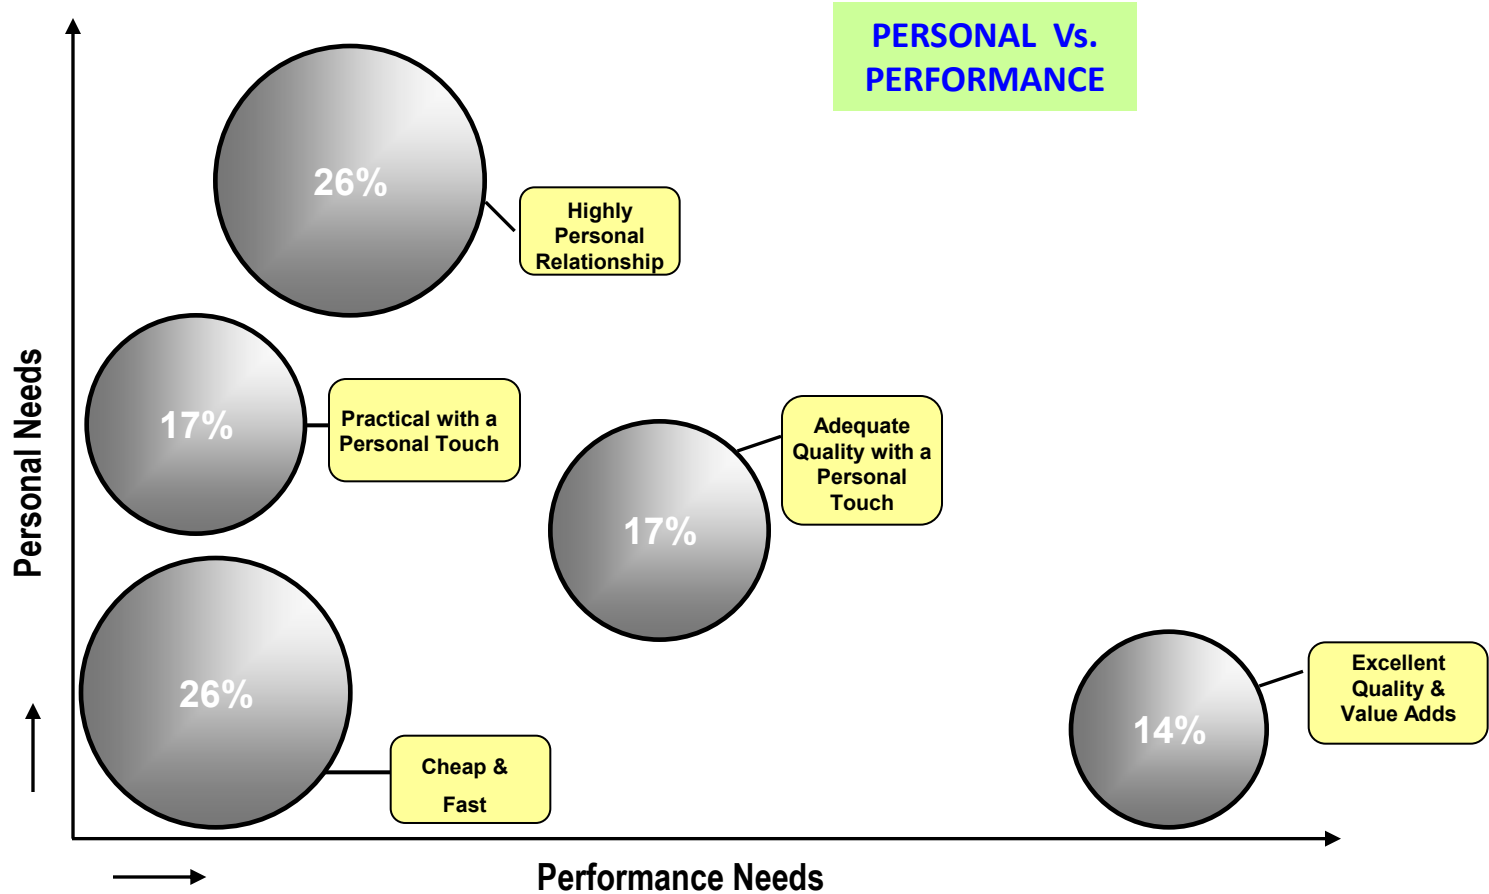 PERSONAL Vs.
PERFORMANCE
26%
Highly
Personal
Relationship
17%
Practical with a
Personal Touch
Adequate
Quality with a
Personal
Touch
17%
26%
Cheap &
Fast
14%
Excellent
Quality &
Value Adds
Personal Needs
Performance Needs